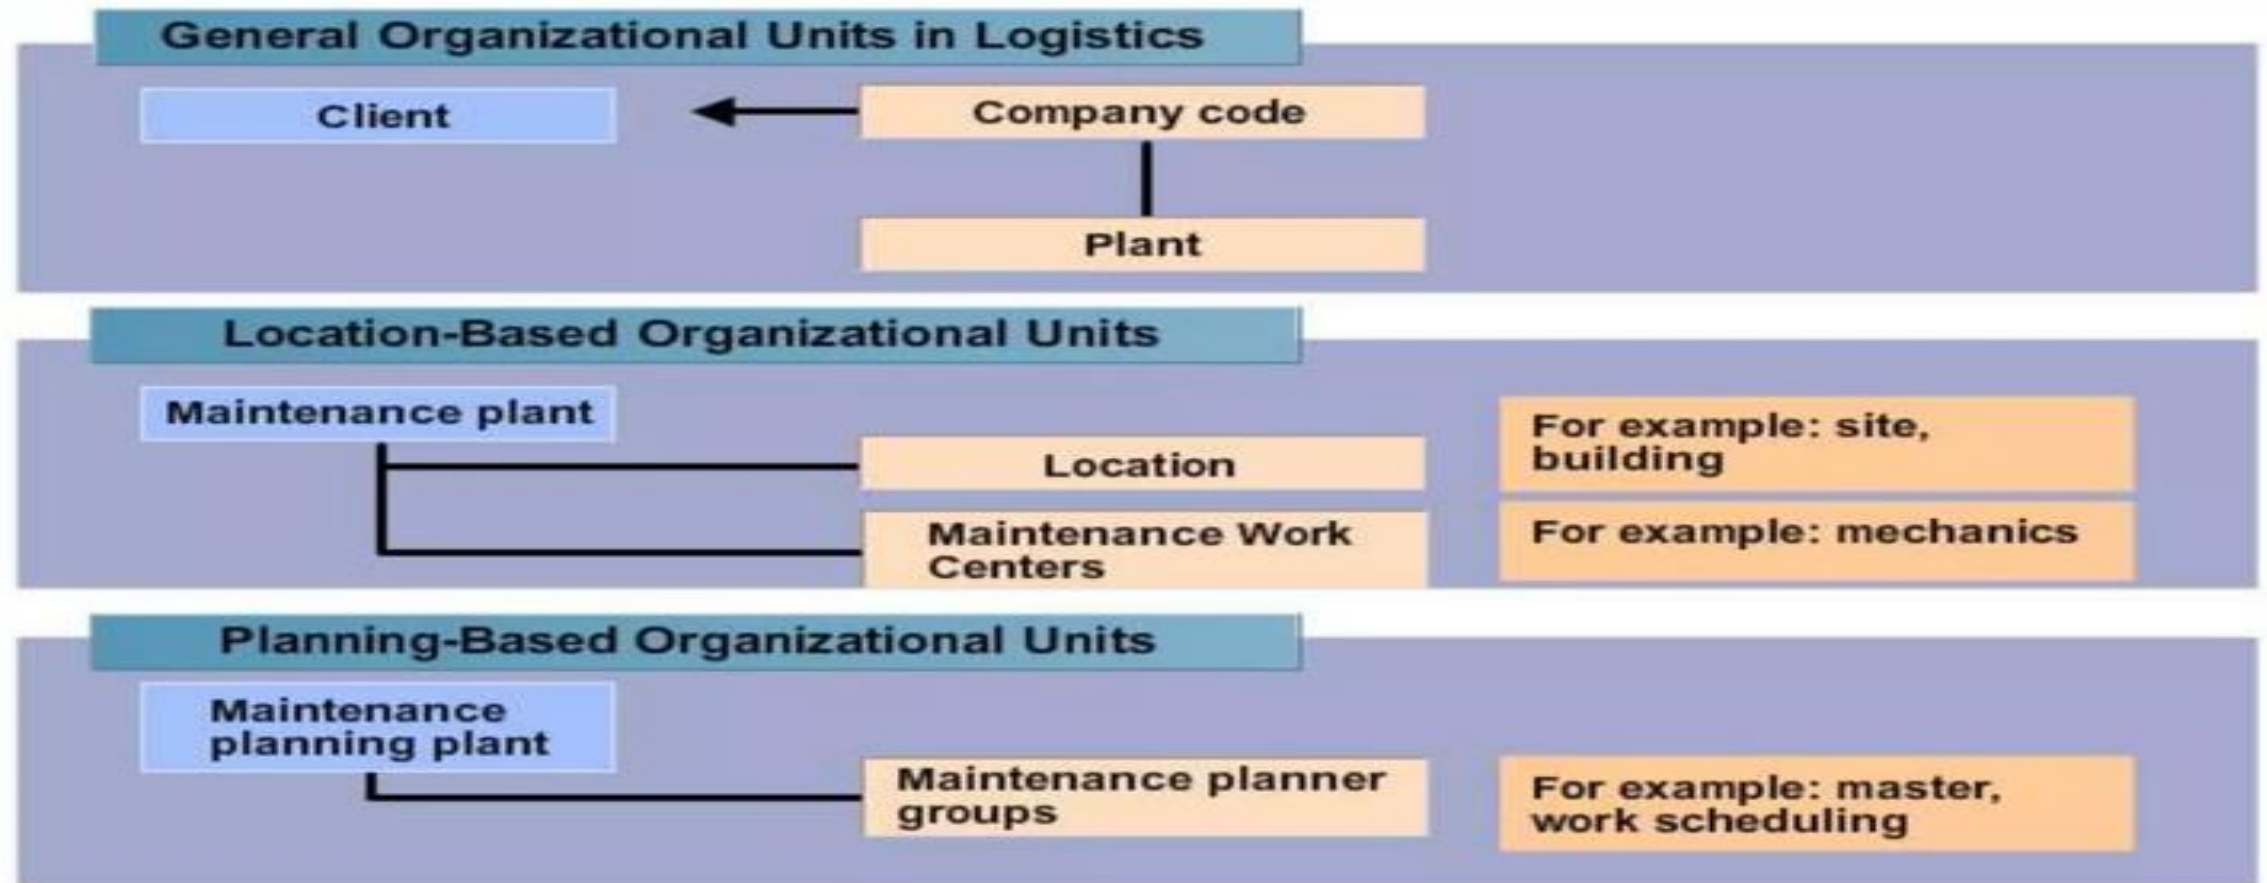 General Organizational Units in Logistics
Client
Company code
Plant
Location-Based Organizational Units
Maintenance plant
Location
For example: site,
building
Maintenance Work
Centers
For example: mechanics
Planning-Based Organizational Units
Maintenance
planning plant
Maintenance planner
groups
For example: master,
work scheduling